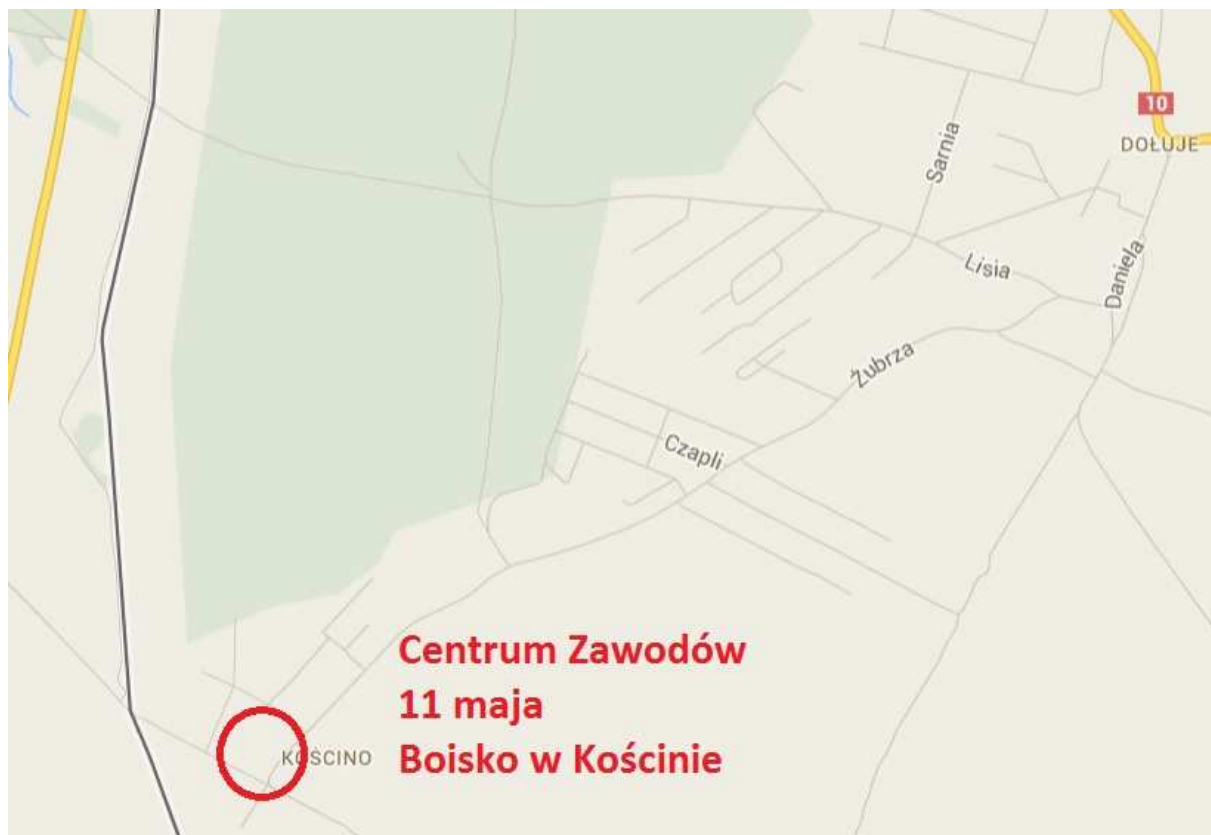 10
DOŁUJE
Sarnia
Lisia
Daniela
Żubrza
Czapli
Centrum Zawodów
11 maja
KOŚCINO
Boisko w Kościnie